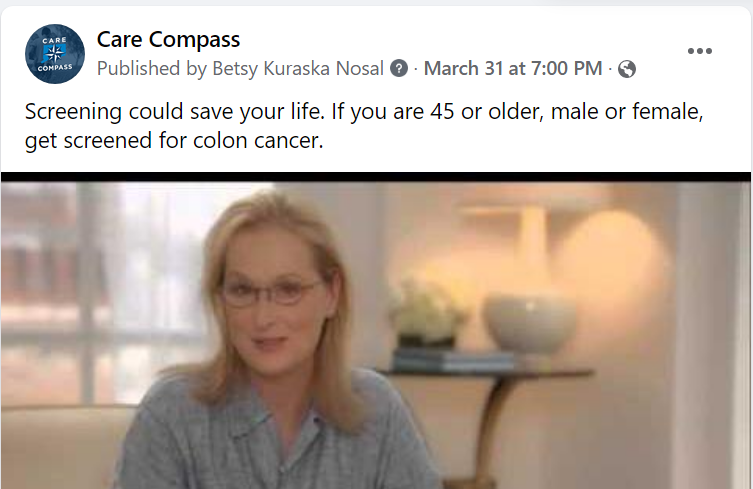 CARE
COMPASS
Care Compass
Published by Betsy Kuraska Nosal · March 31 at 7:00 PM ·
Screening could save your life. If you are 45 or older, male or female,
get screened for colon cancer.